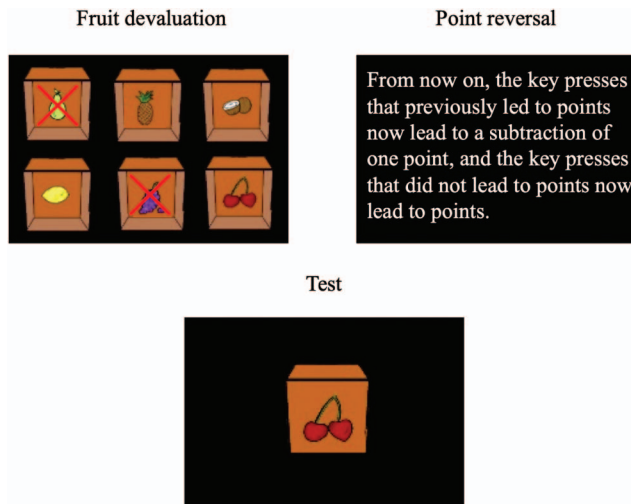 Fruit devaluation
Point reversal
From now on, the key presses
that previously led to points
now lead to a subtraction of
one point, and the key presses
that did not lead to points now
lead to points.
Test